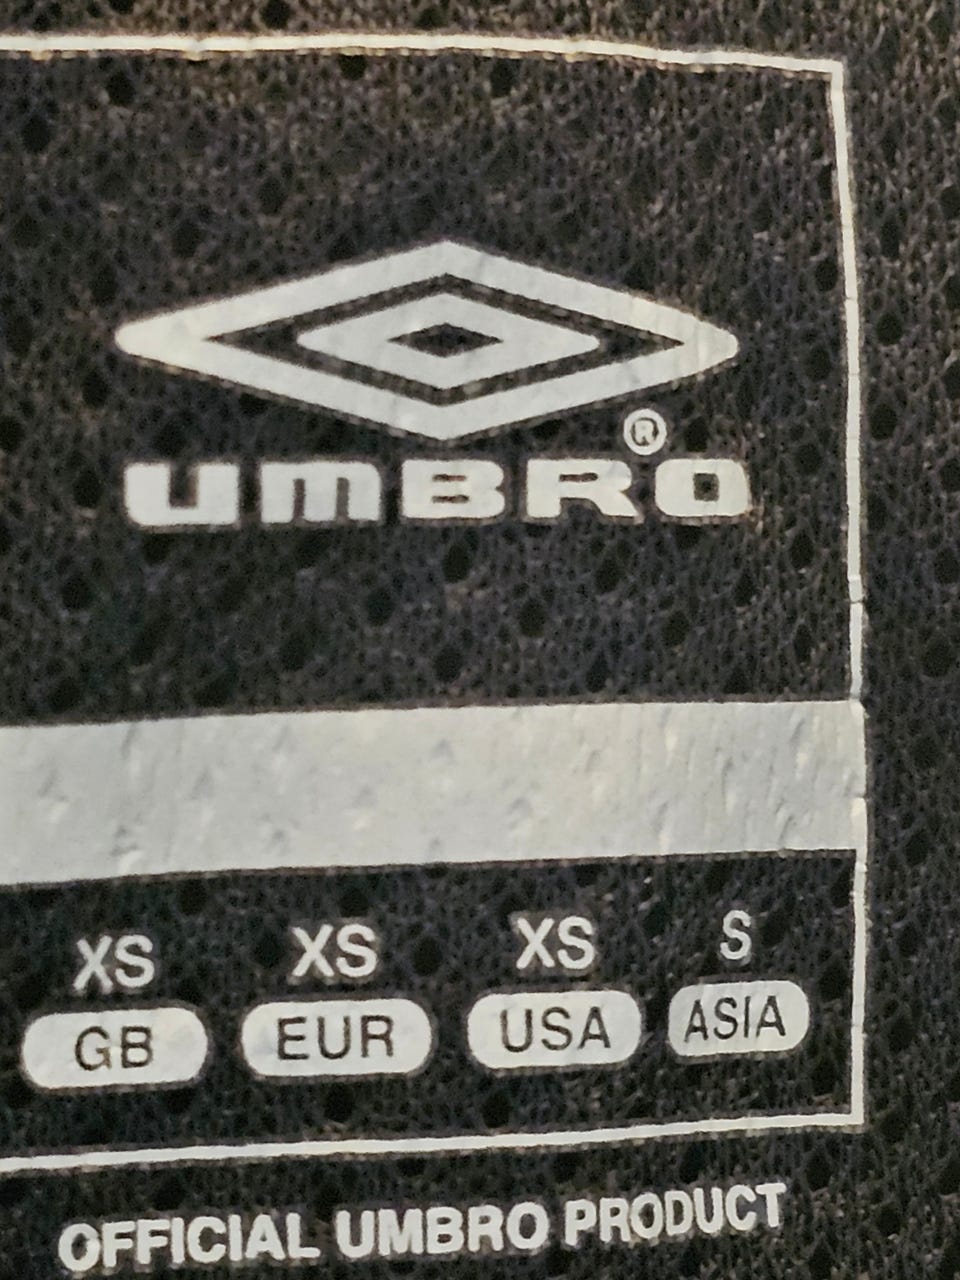 ®
UMBRO
XS XS XS S
GB EUR USA ASIA
OFFICIAL UMBRO PRODUCT